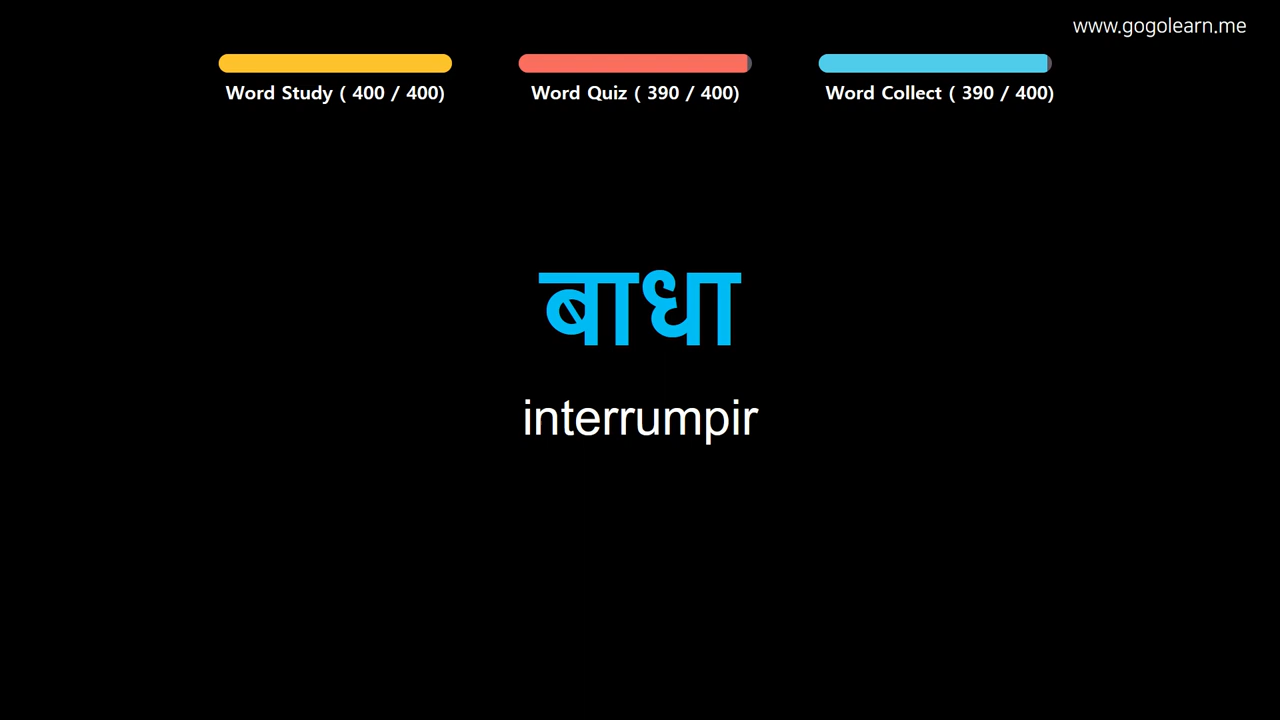 www.gogolearn.me
Word Study ( 400 / 400)
Word Quiz ( 390 / 400)
Word Collect ( 390 / 400)
बाधा
interrumpir